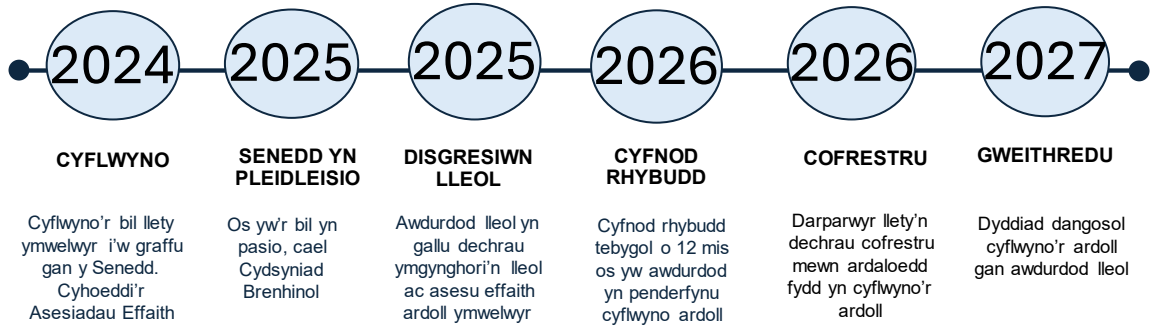 2024
2025
2025
2026
2026
2027
CYFLWYNO
Cyflwyno'r bil llety
ymwelwyr i'w graffu
gan y Senedd.
Cyhoeddi'r
Asesiadau Effaith
SENEDD YN
PLEIDLEISIO
Os yw'r bil yn
pasio, cael
Cydsyniad
Brenhinol
DISGRESIWN
LLEOL
Awdurdod lleol yn
gallu dechrau
ymgynghori'n lleol
ac asesu effaith
ardoll ymwelwyr
CYFNOD
RHYBUDD
Cyfnod rhybudd
tebygol o 12 mis
os yw awdurdod
yn penderfynu
cyflwyno ardoll
COFRESTRU
Darparwyr llety'n
dechrau cofrestru
mewn ardaloedd
fydd yn cyflwyno'r
ardoll
GWEITHREDU
Dyddiad dangosol
cyflwyno'r ardoll
gan awdurdod lleol